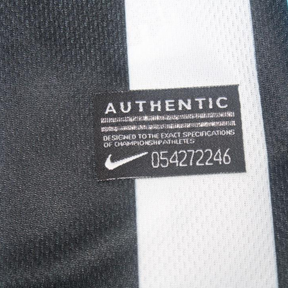 AUTHENTIC
DESIGNED TO THE EXACT SPECIFICATIONS
OF CHAMPIONSHIP ATHLETES
054272246